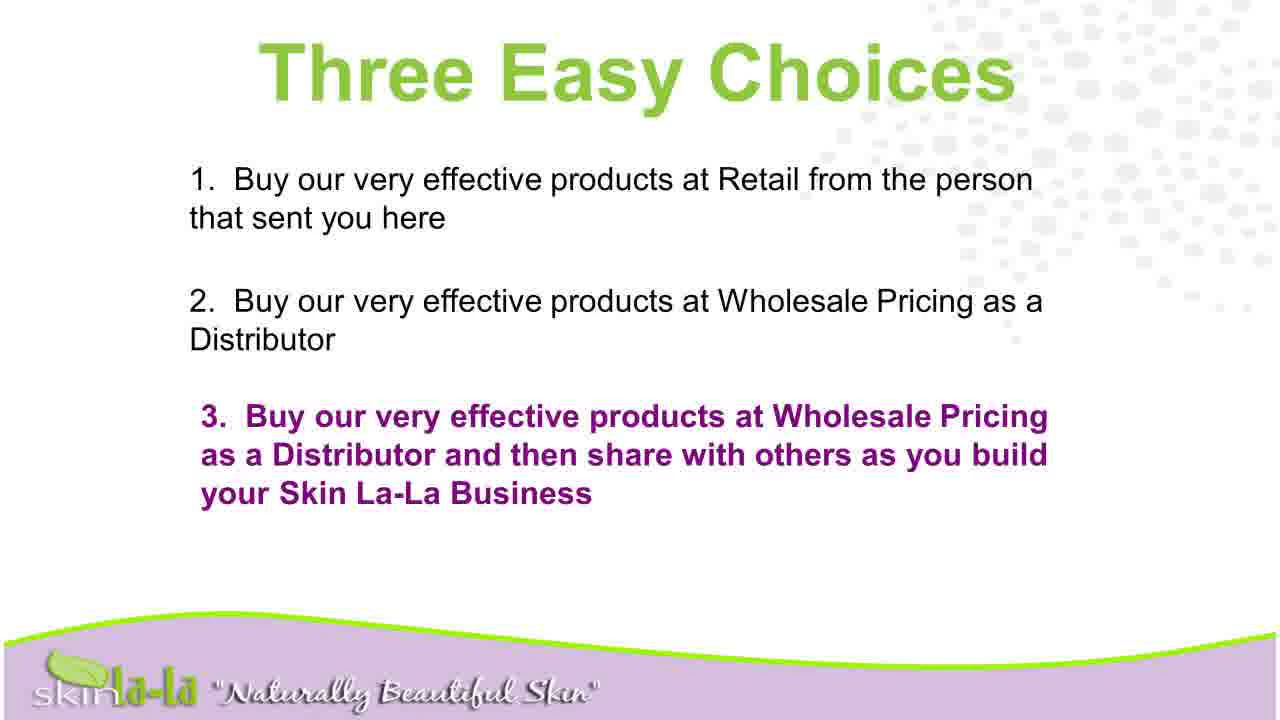 Three Easy Choices
1.  Buy our very effective products at Retail from the person
that sent you here
2.  Buy our very effective products at Wholesale Pricing as a
Distributor
3.  Buy our very effective products at Wholesale Pricing
as a Distributor and then share with others as you build
your Skin La-La Business
skin la-la "Naturally Beautiful Skin"